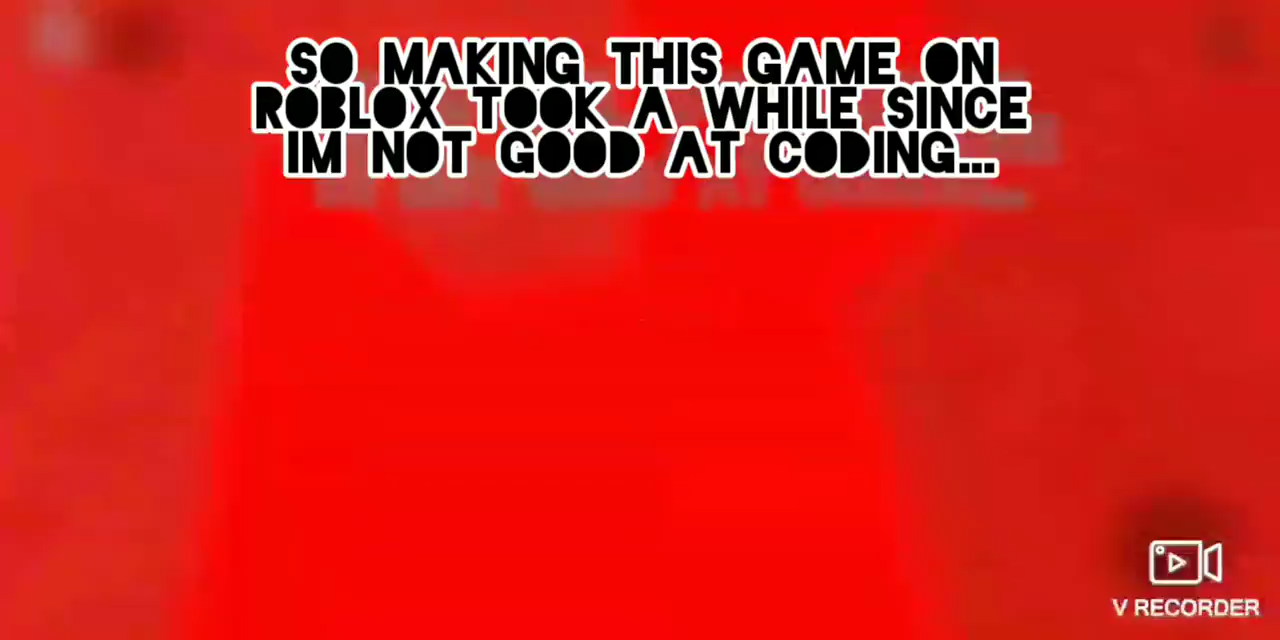 SO MAKING THIS GAME ON
ROBLOX TOOK A WHILE SINCE
IM NOT GOOD AT CODING...
V RECORDER